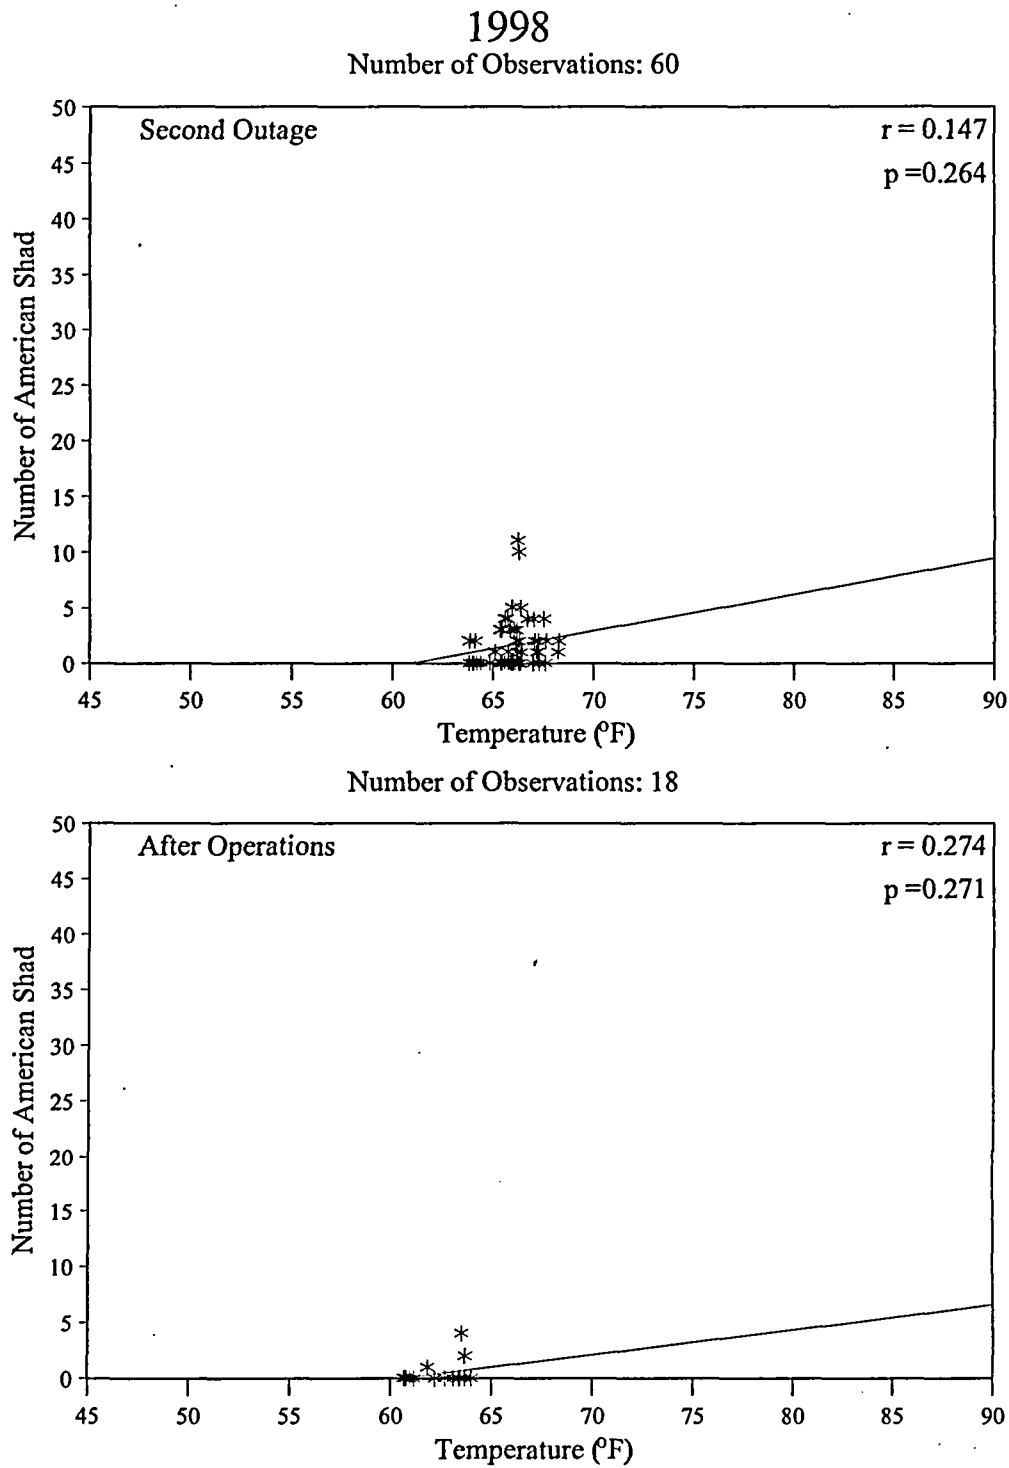 1998
Number of Observations: 60
Second Outage
r = 0.147
p =0.264
50
45
40
35
30
25
20
15
10
5
0
Number of American Shad
45 50 55 60 65 70 75 80 85 90
Temperature (ºF)
Number of Observations: 18
After Operations
r = 0.274
p =0.271
50
45
40
35
30
25
20
15
10
5
0
Number of American Shad
45 50 55 60 65 70 75 80 85 90
Temperature (ºF)